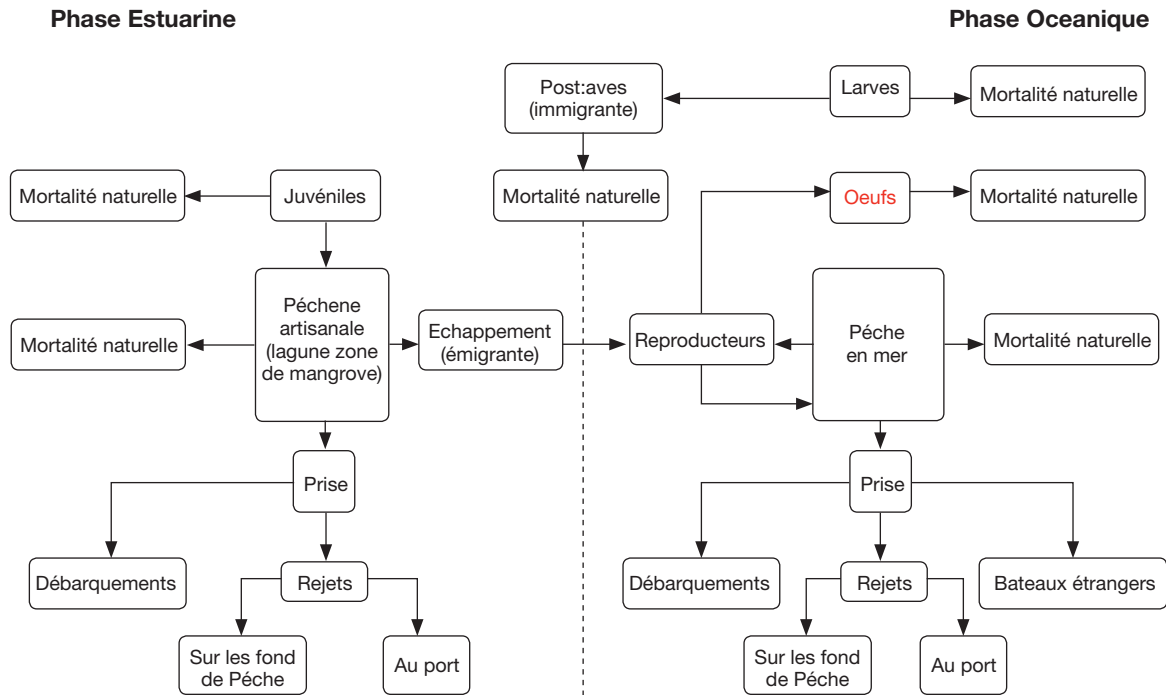 Phase Estuarine
Phase Oceanique
Post:aves
(immigrante)
Larves
Mortalité naturelle
Mortalité naturelle
Juvéniles
Mortalité naturelle
Oeufs
Mortalité naturelle
Mortalité naturelle
Péchene
artisanale
(lagune zone
de mangrove)
Echappement
(émigrante)
Reproducteurs
Péche
en mer
Mortalité naturelle
Prise
Prise
Débarquements
Rejets
Débarquements
Rejets
Bateaux étrangers
Sur les fond
de Péche
Au port
Sur les fond
de Péche
Au port